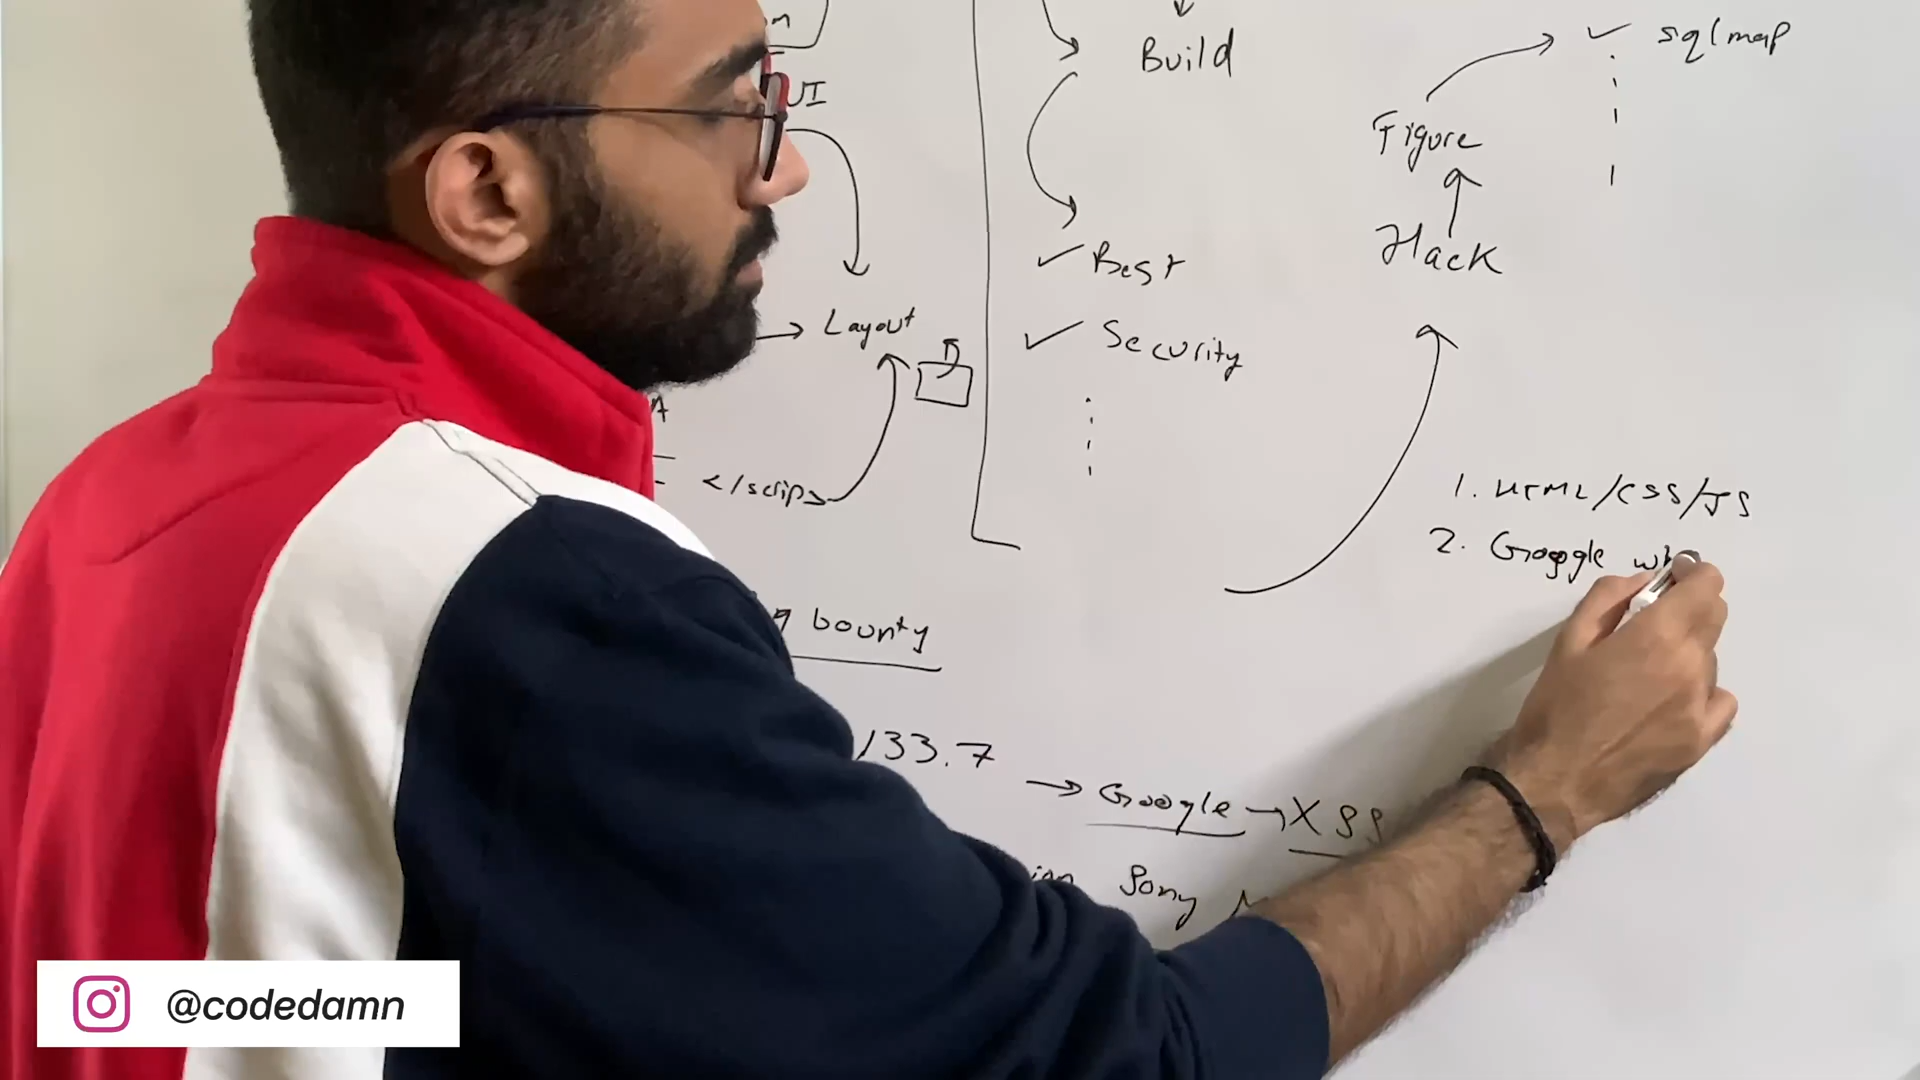 UI
Layout
</script>
bounty
133.7
→ Google → XSS
Sony
Build
✓ Best
✓ Security
✓ sqlmap
Figure
Hack
1. HTML/CSS/JS
2. Google wh
@codedamn